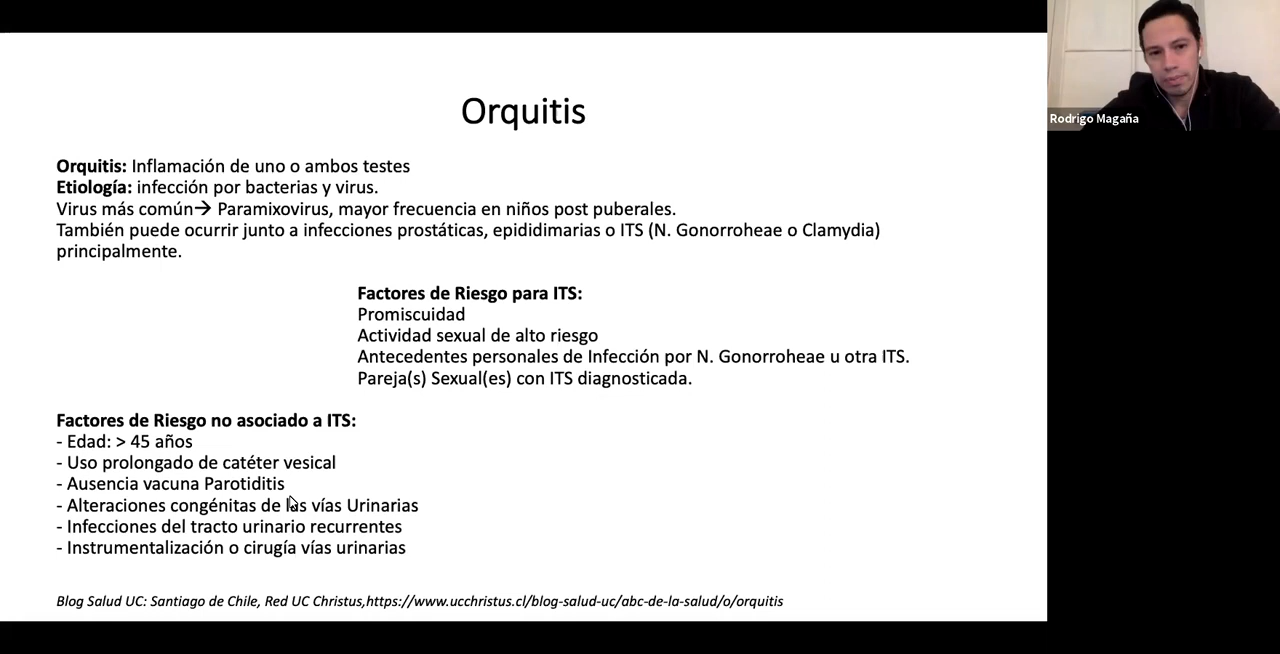 Orquitis
Orquitis: Inflamación de uno o ambos testes
Etiología: infección por bacterias y virus.
Virus más común→ Paramixovirus, mayor frecuencia en niños post puberales.
También puede ocurrir junto a infecciones prostáticas, epididimarias o ITS (N. Gonorroheae o Clamydia)
principalmente.
Factores de Riesgo para ITS:
Promiscuidad
Actividad sexual de alto riesgo
Antecedentes personales de Infección por N. Gonorroheae u otra ITS.
Pareja(s) Sexual(es) con ITS diagnosticada.
Factores de Riesgo no asociado a ITS:
- Edad: > 45 años
- Uso prolongado de catéter vesical
- Ausencia vacuna Parotiditis
- Alteraciones congénitas de las vías Urinarias
- Infecciones del tracto urinario recurrentes
- Instrumentalización o cirugía vías urinarias
Blog Salud UC: Santiago de Chile, Red UC Christus,https://www.ucchristus.cl/blog-salud-uc/abc-de-la-salud/o/orquitis
Rodrigo Magaña